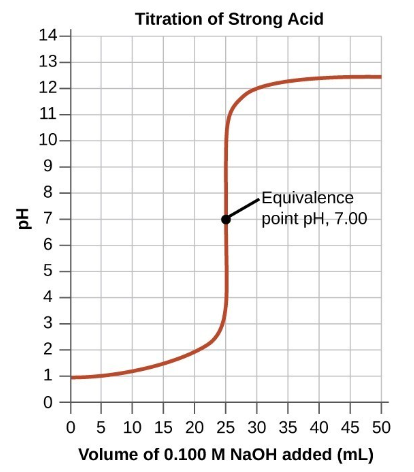 Titration of Strong Acid
14
13
12
11
10
9
8
7
6
5
4
3
2
1
0
pH
Equivalence
point pH, 7.00
0 5 10 15 20 25 30 35 40 45 50
Volume of 0.100 M NaOH added (mL)